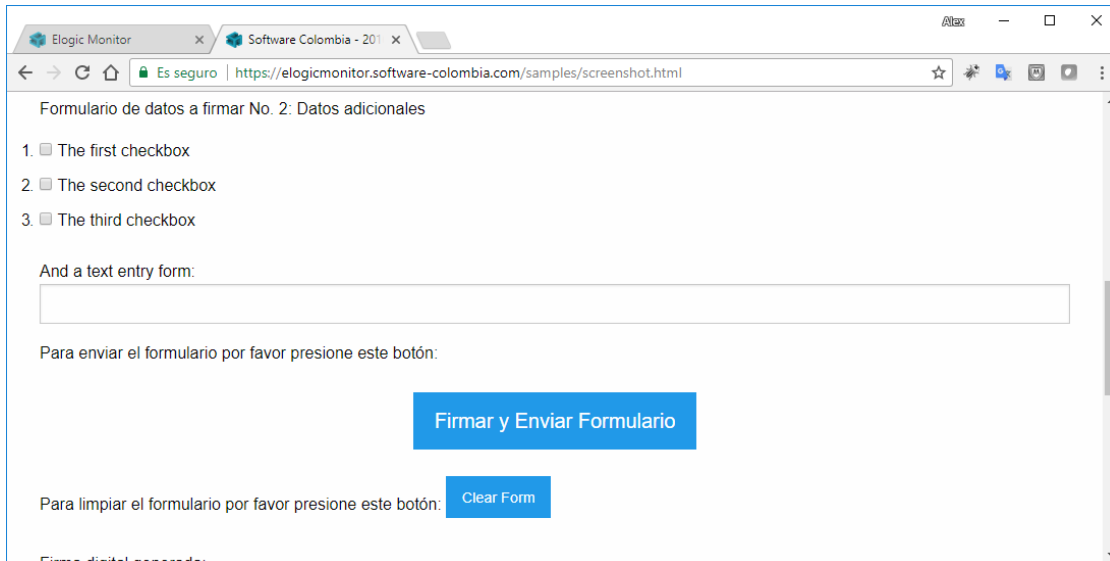 Alex
Elogic Monitor
Software Colombia - 201
Es seguro https://elogicmonitor.software-colombia.com/samples/screenshot.html
Formulario de datos a firmar No. 2: Datos adicionales
1. The first checkbox
2. The second checkbox
3. The third checkbox
And a text entry form:
Para enviar el formulario por favor presione este botón:
Firmar y Enviar Formulario
Para limpiar el formulario por favor presione este botón: Clear Form
Firma digital generada: